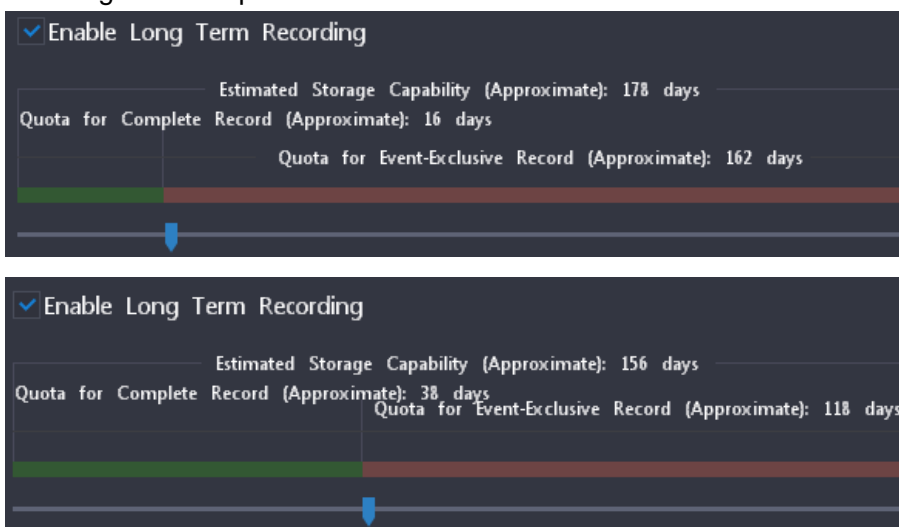 Enable Long Term Recording
Estimated Storage Capability (Approximate): 178 days
Quota for Complete Record (Approximate): 16 days
Quota for Event-Exclusive Record (Approximate): 162 days
Enable Long Term Recording
Estimated Storage Capability (Approximate): 156 days
Quota for Complete Record (Approximate): 38 days
Quota for Event-Exclusive Record (Approximate): 118 days